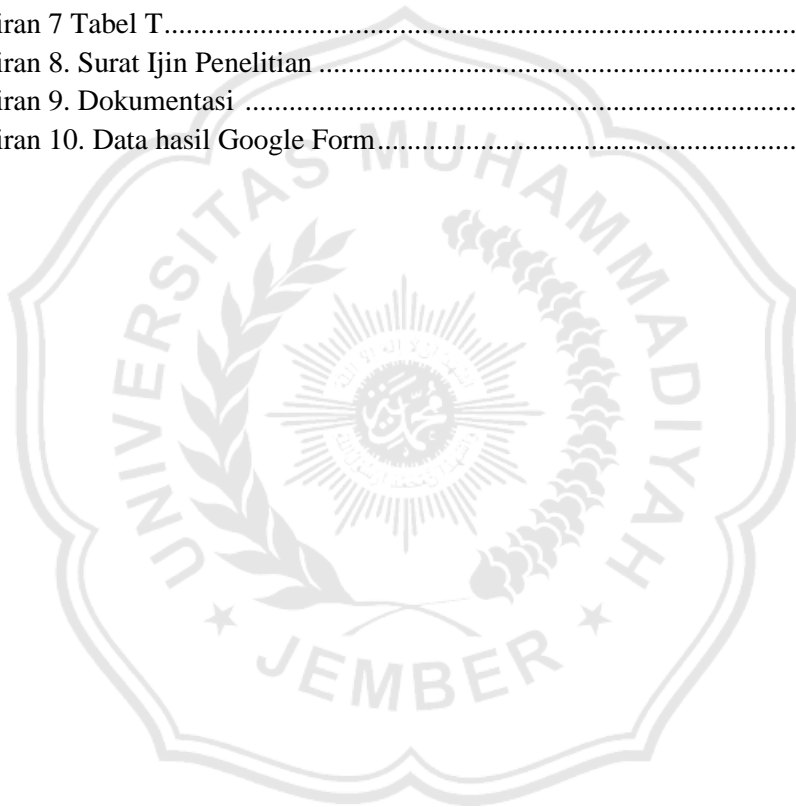 iran 7 Tabel T..........................................................................................
iran 8. Surat Ijin Penelitian .....................................................................
iran 9. Dokumentasi ..............................................................................
iran 10. Data hasil Google Form.............................................................
UNIVERSITAS MUHAMMADIYAH
JEMBER